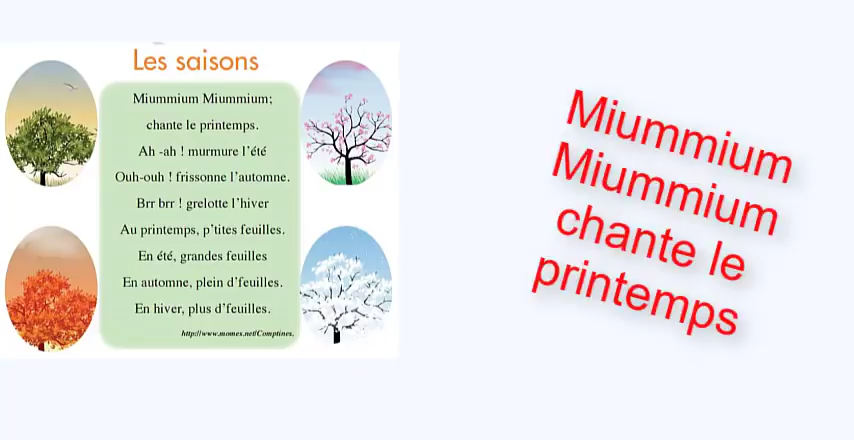 Les saisons
Miummium Miummium;
chante le printemps.
Ah -ah ! murmure l'été
Ouh-ouh ! frissonne l'automne.
Brr brr ! grelotte l'hiver
Au printemps, p'tites feuilles.
En été, grandes feuilles
En automne, plein d'feuilles.
En hiver, plus d'feuilles.
http://www.momes.net/Comptines.
Miummium
Miummium
chante le
printemps